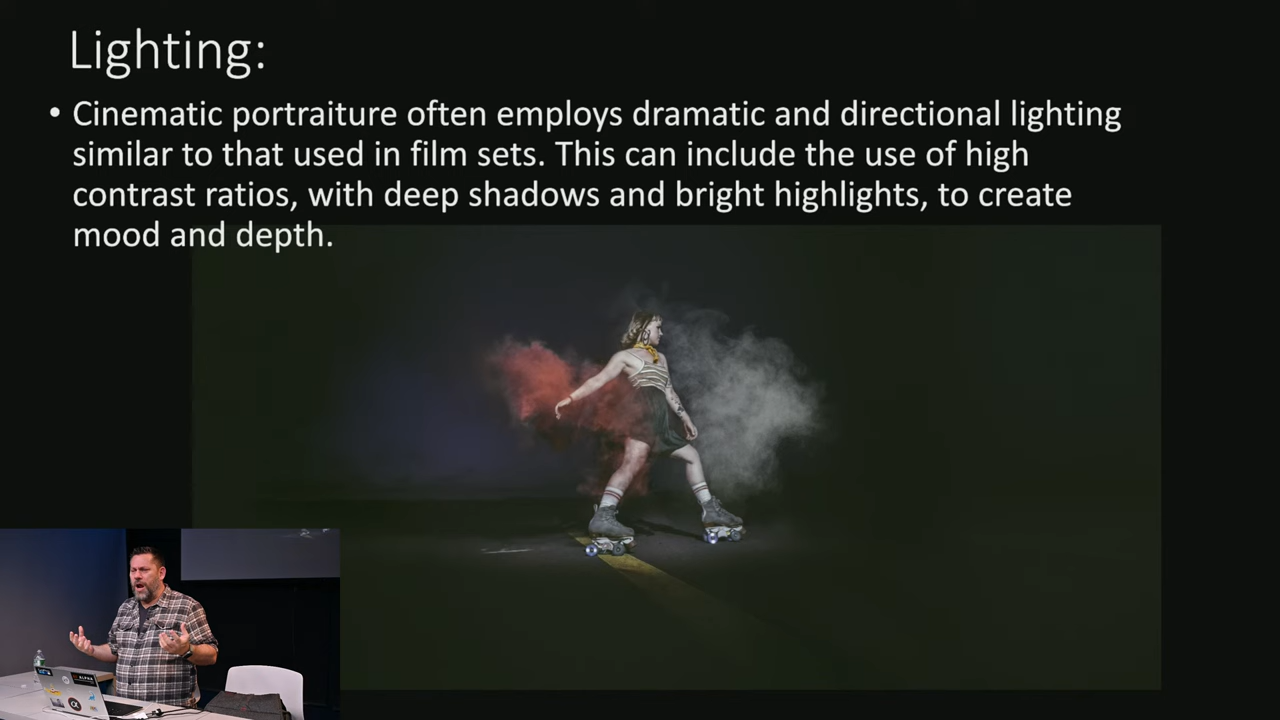 Lighting:
• Cinematic portraiture often employs dramatic and directional lighting
similar to that used in film sets. This can include the use of high
contrast ratios, with deep shadows and bright highlights, to create
mood and depth.
ALPHA